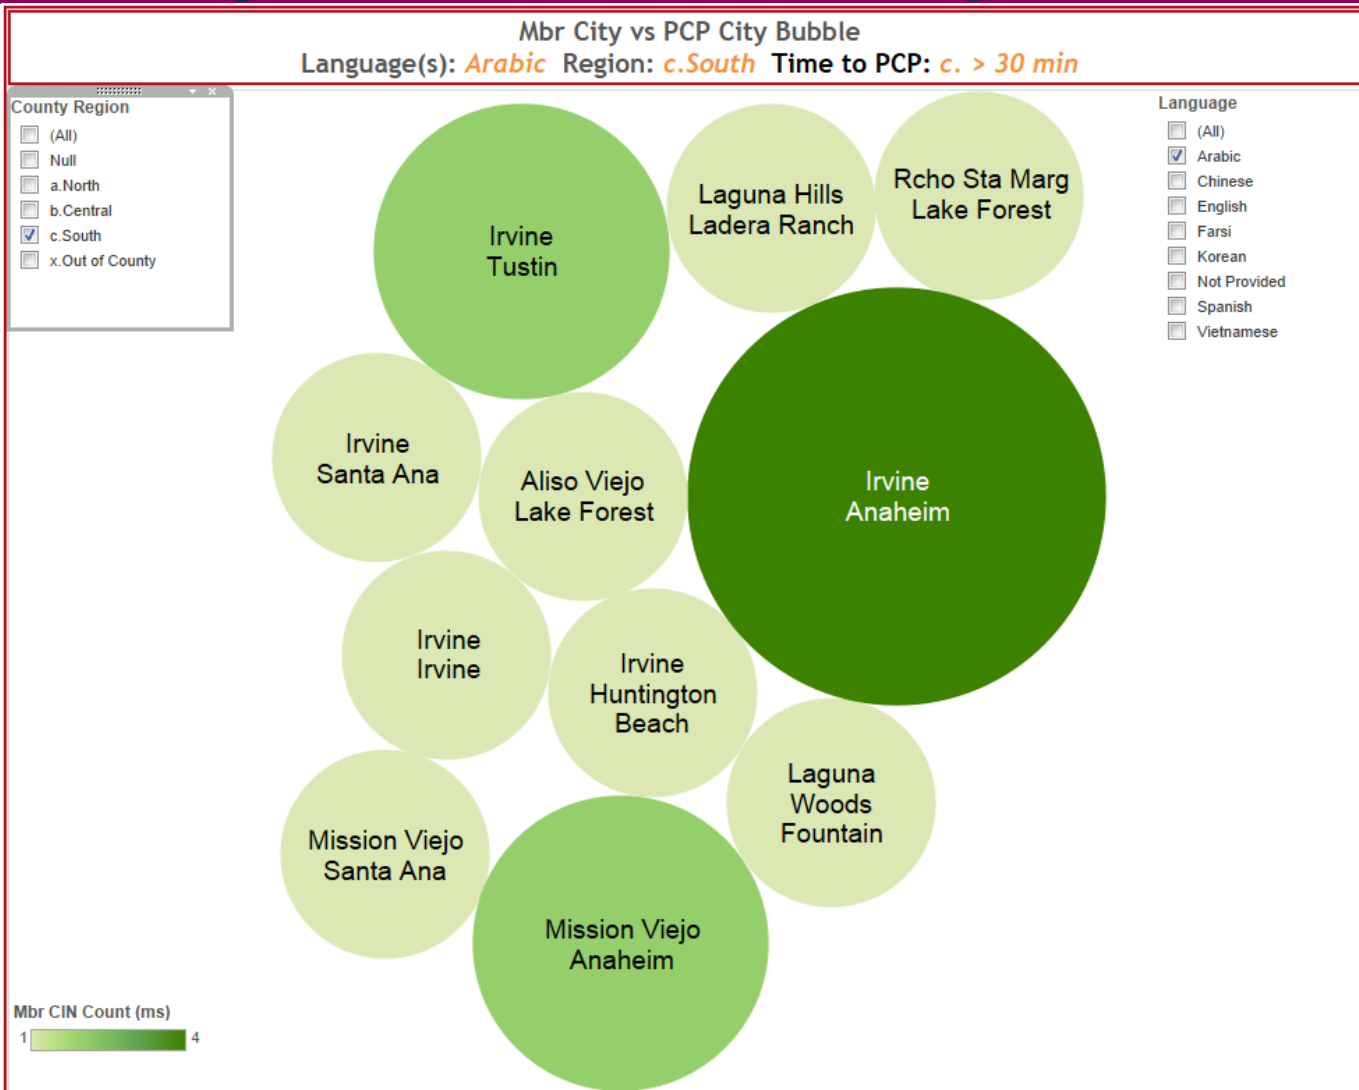 Mbr City vs PCP City Bubble
Language(s): Arabic Region: c.South Time to PCP: c. > 30 min
County Region
(All)
Null
a.North
b.Central
c.South
x.Out of County
Language
(All)
Arabic
Chinese
English
Farsi
Korean
Not Provided
Spanish
Vietnamese
Irvine
Tustin
Laguna Hills
Ladera Ranch
Rcho Sta Marg
Lake Forest
Irvine
Santa Ana
Aliso Viejo
Lake Forest
Irvine
Anaheim
Irvine
Irvine
Irvine
Huntington
Beach
Laguna
Woods
Fountain
Mission Viejo
Santa Ana
Mission Viejo
Anaheim
Mbr CIN Count (ms)
1 4